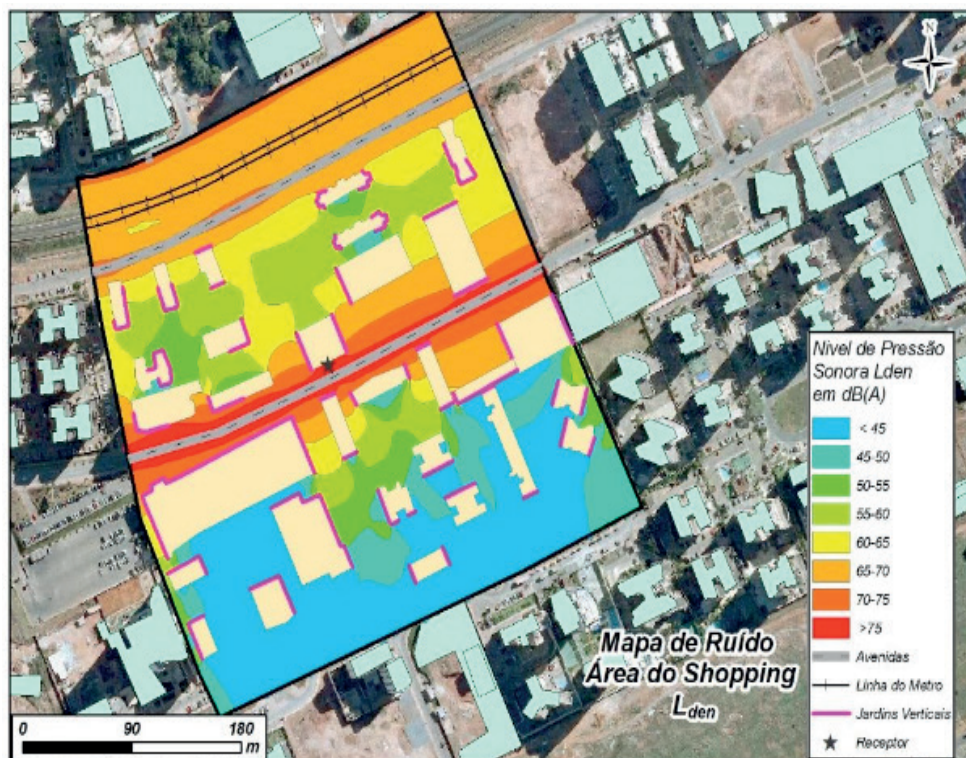 N
Nível de Pressão
Sonora Lden
em dB(A)
< 45
45-50
50-55
55-60
60-65
65-70
70-75
>75
Avenidas
Linha do Metro
Jardins Verticais
Receptor
Mapa de Ruído
Área do Shopping
Lden
0 90 180
m